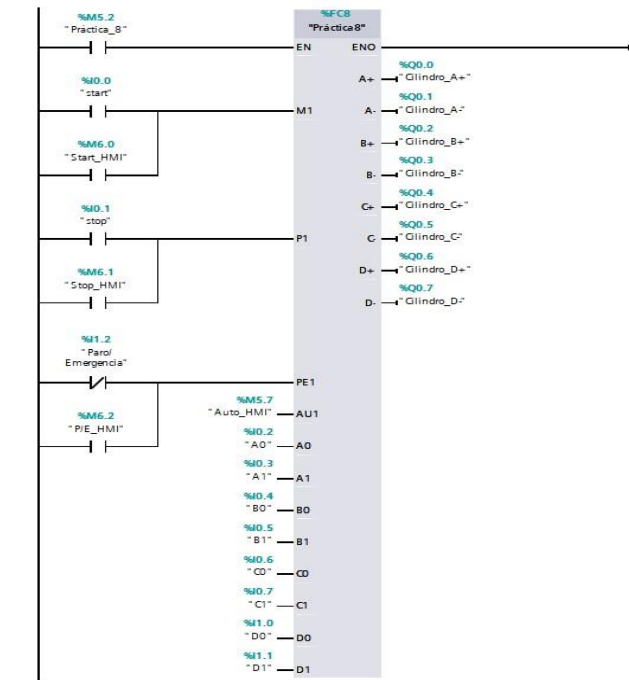 %M5.2
"Práctica_8"
%FC8
"Práctica8"
EN ENO
%I0.0
"start"
M1
%M6.0
"Start_HMI"
%I0.1
"stop"
P1
%M6.1
"Stop_HMI"
%I1.2
"Paro/
Emergencia"
PE1
%M6.2
"P/E_HMI"
%M5.7
"Auto_HMI" AU1
%I0.2
"A0" A0
%I0.3
"A1" A1
%I0.4
"B0" B0
%I0.5
"B1" B1
%I0.6
"C0" C0
%I0.7
"C1" C1
%I1.0
"D0" D0
%I1.1
"D1" D1
%Q0.0
A+ "Cilindro_A+"
%Q0.1
A- "Cilindro_A-"
%Q0.2
B+ "Cilindro_B+"
%Q0.3
B- "Cilindro_B-"
%Q0.4
C+ "Cilindro_C+"
%Q0.5
C- "Cilindro_C-"
%Q0.6
D+ "Cilindro_D+"
%Q0.7
D- "Cilindro_D-"